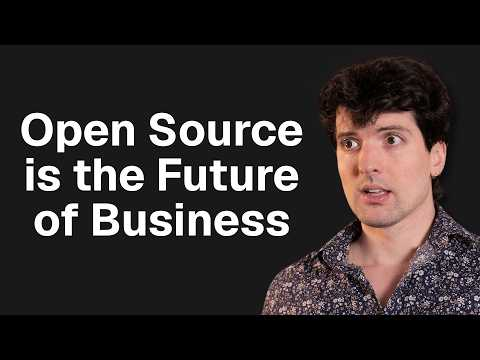 Open Source
is the Future
of Business